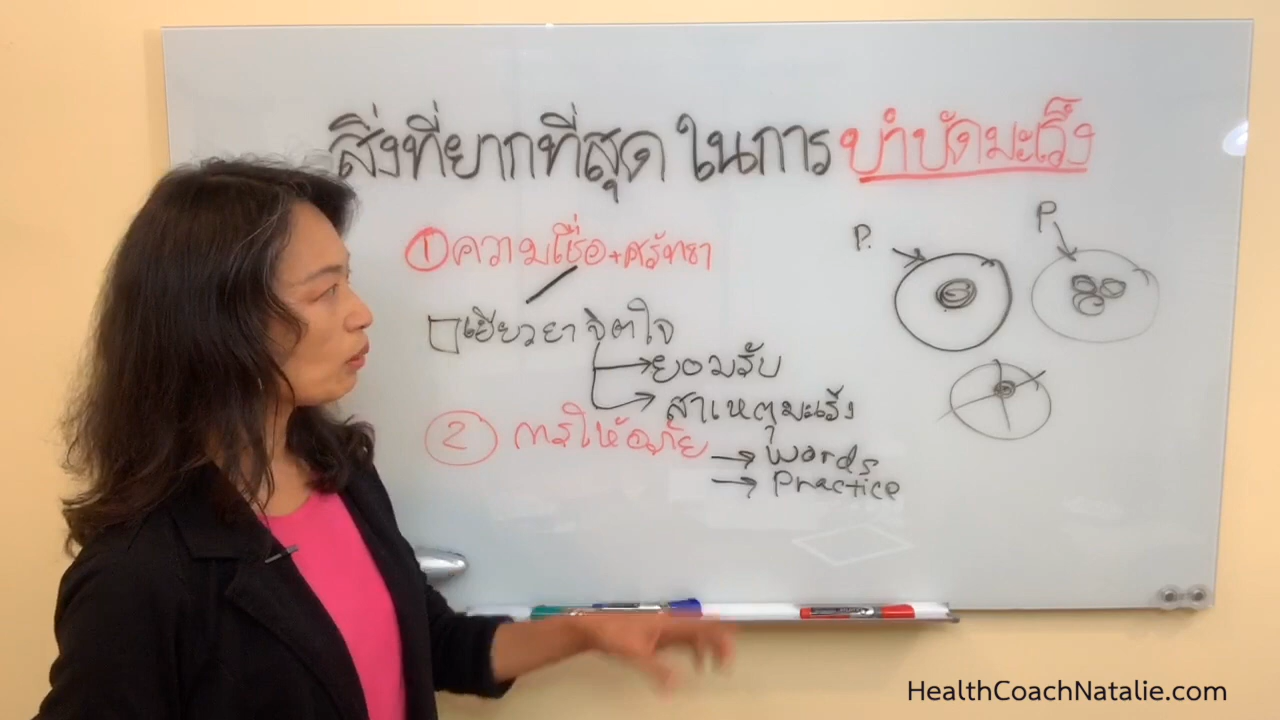 สิ่งที่ยากที่สุด ในการ บำบัดมะเร็ง
① ความเชื่อ+ศรัทธา
เยียวยา จิตใจ
→ ยอมรับ
→ สาเหตุมะเร็ง
② การให้อภัย
→ words
→ Practice
P.
P
HealthCoachNatalie.com